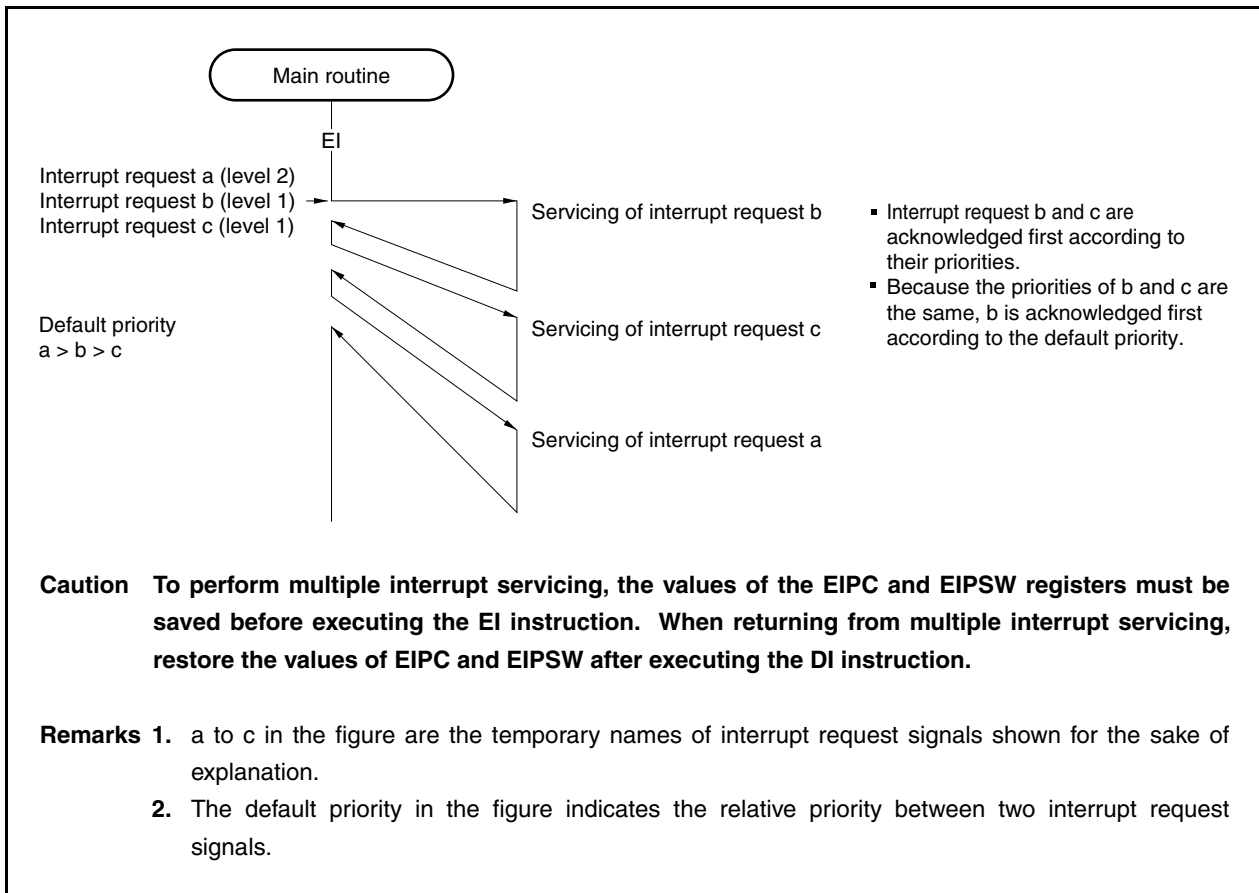 Main routine
EI
Interrupt request a (level 2)
Interrupt request b (level 1)
Interrupt request c (level 1)
Default priority
a > b > c
Servicing of interrupt request b
Servicing of interrupt request c
Servicing of interrupt request a
▪ Interrupt request b and c are
acknowledged first according to
their priorities.
▪ Because the priorities of b and c are
the same, b is acknowledged first
according to the default priority.
Caution To perform multiple interrupt servicing, the values of the EIPC and EIPSW registers must be
saved before executing the EI instruction. When returning from multiple interrupt servicing,
restore the values of EIPC and EIPSW after executing the DI instruction.
Remarks 1. a to c in the figure are the temporary names of interrupt request signals shown for the sake of
explanation.
2. The default priority in the figure indicates the relative priority between two interrupt request
signals.